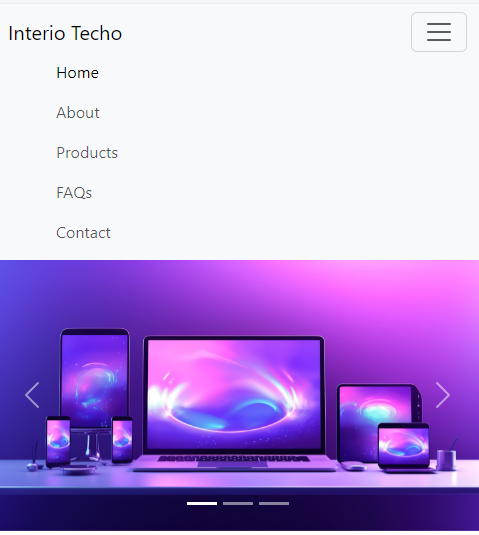 Interio Techo
Home
About
Products
FAQs
Contact